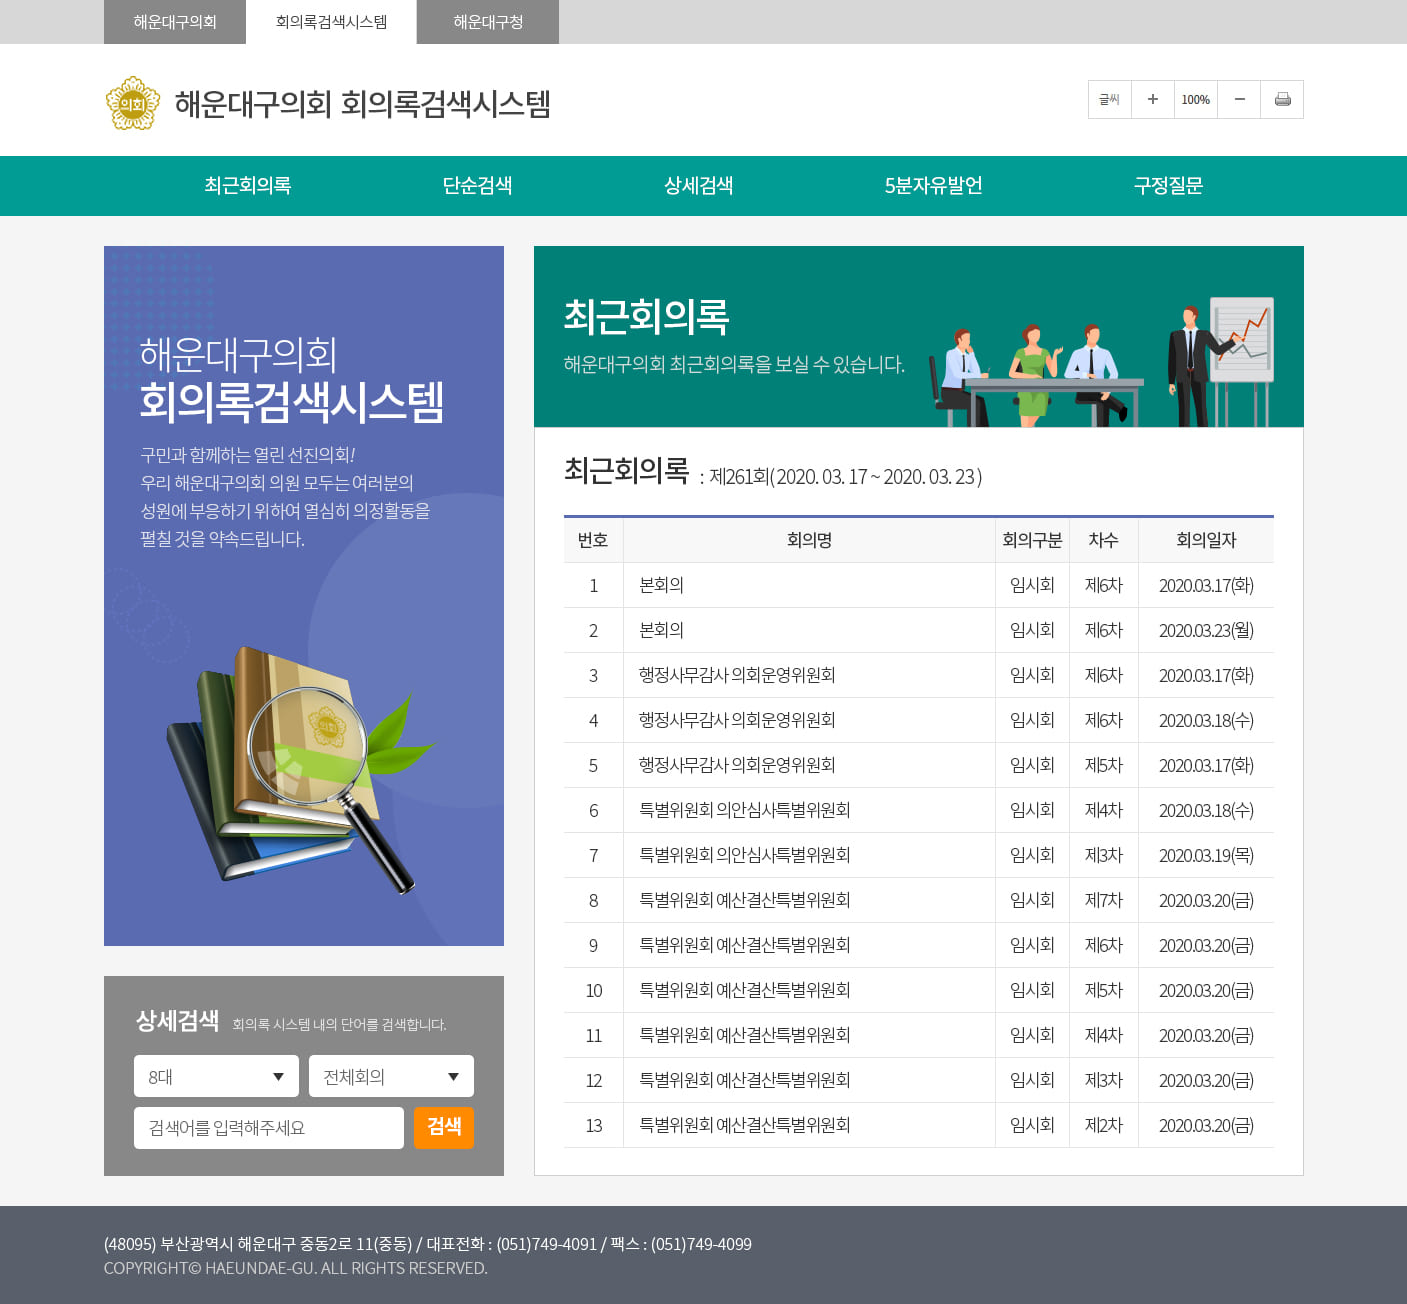 해운대구의회 회의록검색시스템 해운대구청
의회 해운대구의회 회의록검색시스템
글씨 + 100% −
최근회의록 단순검색 상세검색 5분자유발언 구정질문
해운대구의회
회의록검색시스템
구민과 함께하는 열린 선진의회!
우리 해운대구의회 의원 모두는 여러분의
성원에 부응하기 위하여 열심히 의정활동을
펼칠 것을 약속드립니다.
의회
상세검색 회의록 시스템 내의 단어를 검색합니다.
8대 전체회의
검색어를 입력해주세요 검색
최근회의록
해운대구의회 최근회의록을 보실 수 있습니다.
최근회의록 : 제261회( 2020. 03. 17 ~ 2020. 03. 23 )
번호 회의명 회의구분 차수 회의일자
1 본회의 임시회 제6차 2020.03.17(화)
2 본회의 임시회 제6차 2020.03.23(월)
3 행정사무감사 의회운영위원회 임시회 제6차 2020.03.17(화)
4 행정사무감사 의회운영위원회 임시회 제6차 2020.03.18(수)
5 행정사무감사 의회운영위원회 임시회 제5차 2020.03.17(화)
6 특별위원회 의안심사특별위원회 임시회 제4차 2020.03.18(수)
7 특별위원회 의안심사특별위원회 임시회 제3차 2020.03.19(목)
8 특별위원회 예산결산특별위원회 임시회 제7차 2020.03.20(금)
9 특별위원회 예산결산특별위원회 임시회 제6차 2020.03.20(금)
10 특별위원회 예산결산특별위원회 임시회 제5차 2020.03.20(금)
11 특별위원회 예산결산특별위원회 임시회 제4차 2020.03.20(금)
12 특별위원회 예산결산특별위원회 임시회 제3차 2020.03.20(금)
13 특별위원회 예산결산특별위원회 임시회 제2차 2020.03.20(금)
(48095) 부산광역시 해운대구 중동2로 11(중동) / 대표전화 : (051)749-4091 / 팩스 : (051)749-4099
COPYRIGHT© HAEUNDAE-GU. ALL RIGHTS RESERVED.